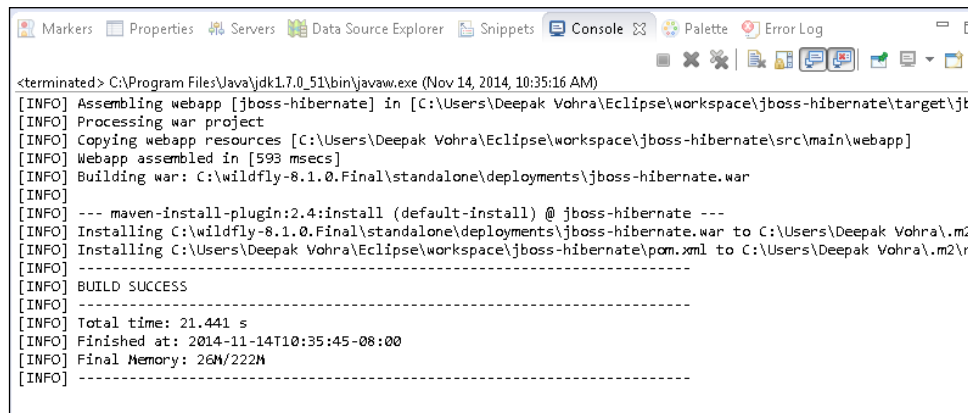 Markers Properties Servers Data Source Explorer Snippets Console Palette Error Log
<terminated> C:\Program Files\Java\jdk1.7.0_51\bin\javaw.exe (Nov 14, 2014, 10:35:16 AM)
[INFO] Assembling webapp [jboss-hibernate] in [C:\Users\Deepak Vohra\Eclipse\workspace\jboss-hibernate\target\jb
[INFO] Processing war project
[INFO] Copying webapp resources [C:\Users\Deepak Vohra\Eclipse\workspace\jboss-hibernate\src\main\webapp]
[INFO] Webapp assembled in [593 msecs]
[INFO] Building war: C:\wildfly-8.1.0.Final\standalone\deployments\jboss-hibernate.war
[INFO]
[INFO] --- maven-install-plugin:2.4:install (default-install) @ jboss-hibernate ---
[INFO] Installing C:\wildfly-8.1.0.Final\standalone\deployments\jboss-hibernate.war to C:\Users\Deepak Vohra\.m2
[INFO] Installing C:\Users\Deepak Vohra\Eclipse\workspace\jboss-hibernate\pom.xml to C:\Users\Deepak Vohra\.m2\r
[INFO] ------------------------------------------------------------------------
[INFO] BUILD SUCCESS
[INFO] ------------------------------------------------------------------------
[INFO] Total time: 21.441 s
[INFO] Finished at: 2014-11-14T10:35:45-08:00
[INFO] Final Memory: 26M/222M
[INFO] ------------------------------------------------------------------------